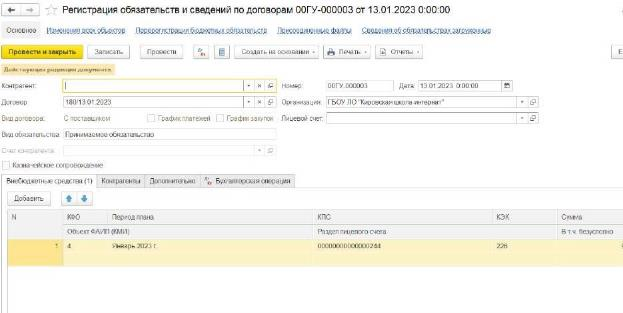 Регистрация обязательств и сведений по договорам 00ГУ-000003 от 13.01.2023 0:00:00
Основное Изменения всех объектов Перерегистрации бюджетных обязательств Присоединенные файлы Сведения об обязательствах загруженные
Провести и закрыть Записать Провести Создать на основании Печать Отчеты
Действующая редакция документа
Контрагент: Номер: 00ГУ-000003 Дата: 13.01.2023 0:00:00
Договор 180/13.01.2023 Организация: ГБОУ ЛО "Кировская школа-интернат"
Вид договора: С поставщиком График платежей График закупок Лицевой счет:
Вид обязательства Принимаемое обязательство
Счет контрагента:
Казначейское сопровождение
Внебюджетные средства (1) Контрагенты Дополнительно Бухгалтерская операция
Добавить
N КФО Период плана КПС КЭК Сумма
Объект ФАИП (КМИ) Раздел лицевого счета В т.ч. безусловно
1 4 Январь 2023 г. 00000000000000244 226